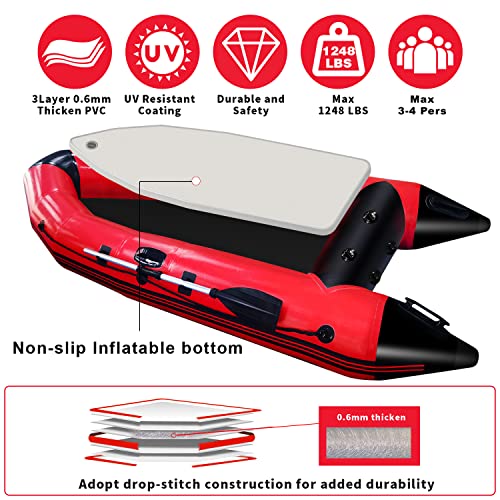 UV
1248
LBS
3Layer 0.6mm
Thicken PVC
UV Resistant
Coating
Durable and
Safety
Max
1248 LBS
Max
3-4 Pers
Non-slip Inflatable bottom
0.6mm thicken
Adopt drop-stitch construction for added durability